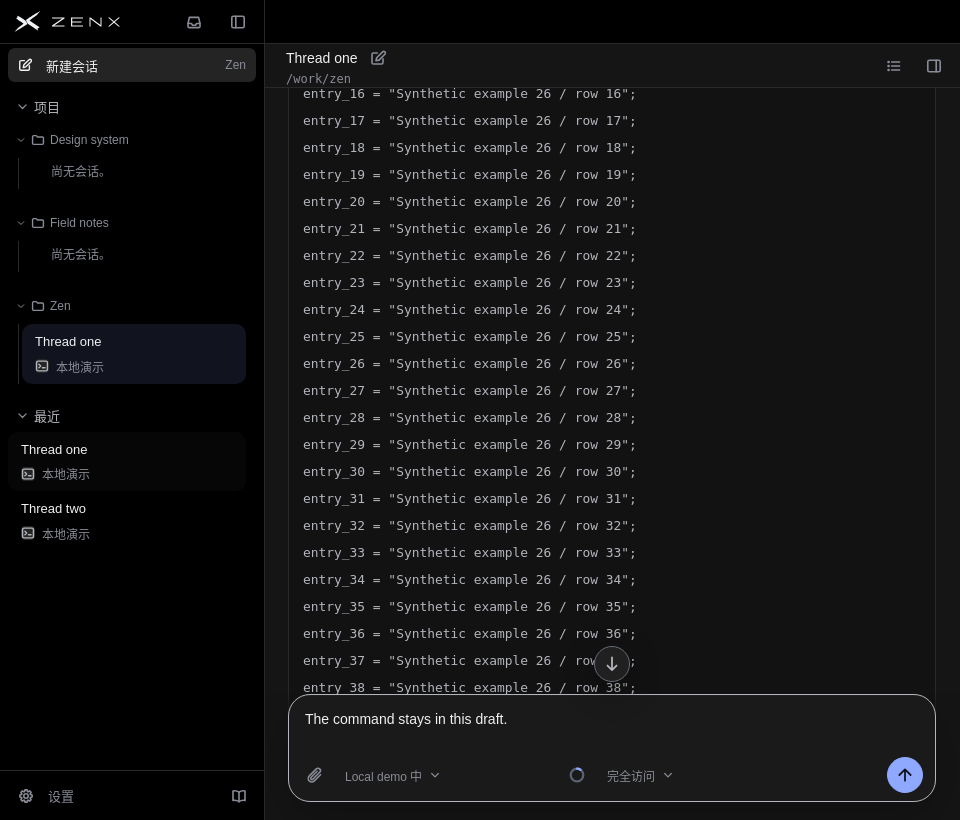 ZENX
新建会话 Zen
项目
Design system
尚无会话。
Field notes
尚无会话。
Zen
Thread one
本地演示
最近
Thread one
本地演示
Thread two
本地演示
设置
Thread one
/work/zen
entry_16 = "Synthetic example 26 / row 16";
entry_17 = "Synthetic example 26 / row 17";
entry_18 = "Synthetic example 26 / row 18";
entry_19 = "Synthetic example 26 / row 19";
entry_20 = "Synthetic example 26 / row 20";
entry_21 = "Synthetic example 26 / row 21";
entry_22 = "Synthetic example 26 / row 22";
entry_23 = "Synthetic example 26 / row 23";
entry_24 = "Synthetic example 26 / row 24";
entry_25 = "Synthetic example 26 / row 25";
entry_26 = "Synthetic example 26 / row 26";
entry_27 = "Synthetic example 26 / row 27";
entry_28 = "Synthetic example 26 / row 28";
entry_29 = "Synthetic example 26 / row 29";
entry_30 = "Synthetic example 26 / row 30";
entry_31 = "Synthetic example 26 / row 31";
entry_32 = "Synthetic example 26 / row 32";
entry_33 = "Synthetic example 26 / row 33";
entry_34 = "Synthetic example 26 / row 34";
entry_35 = "Synthetic example 26 / row 35";
entry_36 = "Synthetic example 26 / row 36";
entry_37 = "Synthetic example 26 / row ;
entry_38 = "Synthetic example 26 / row 38";
The command stays in this draft.
Local demo 中 完全访问